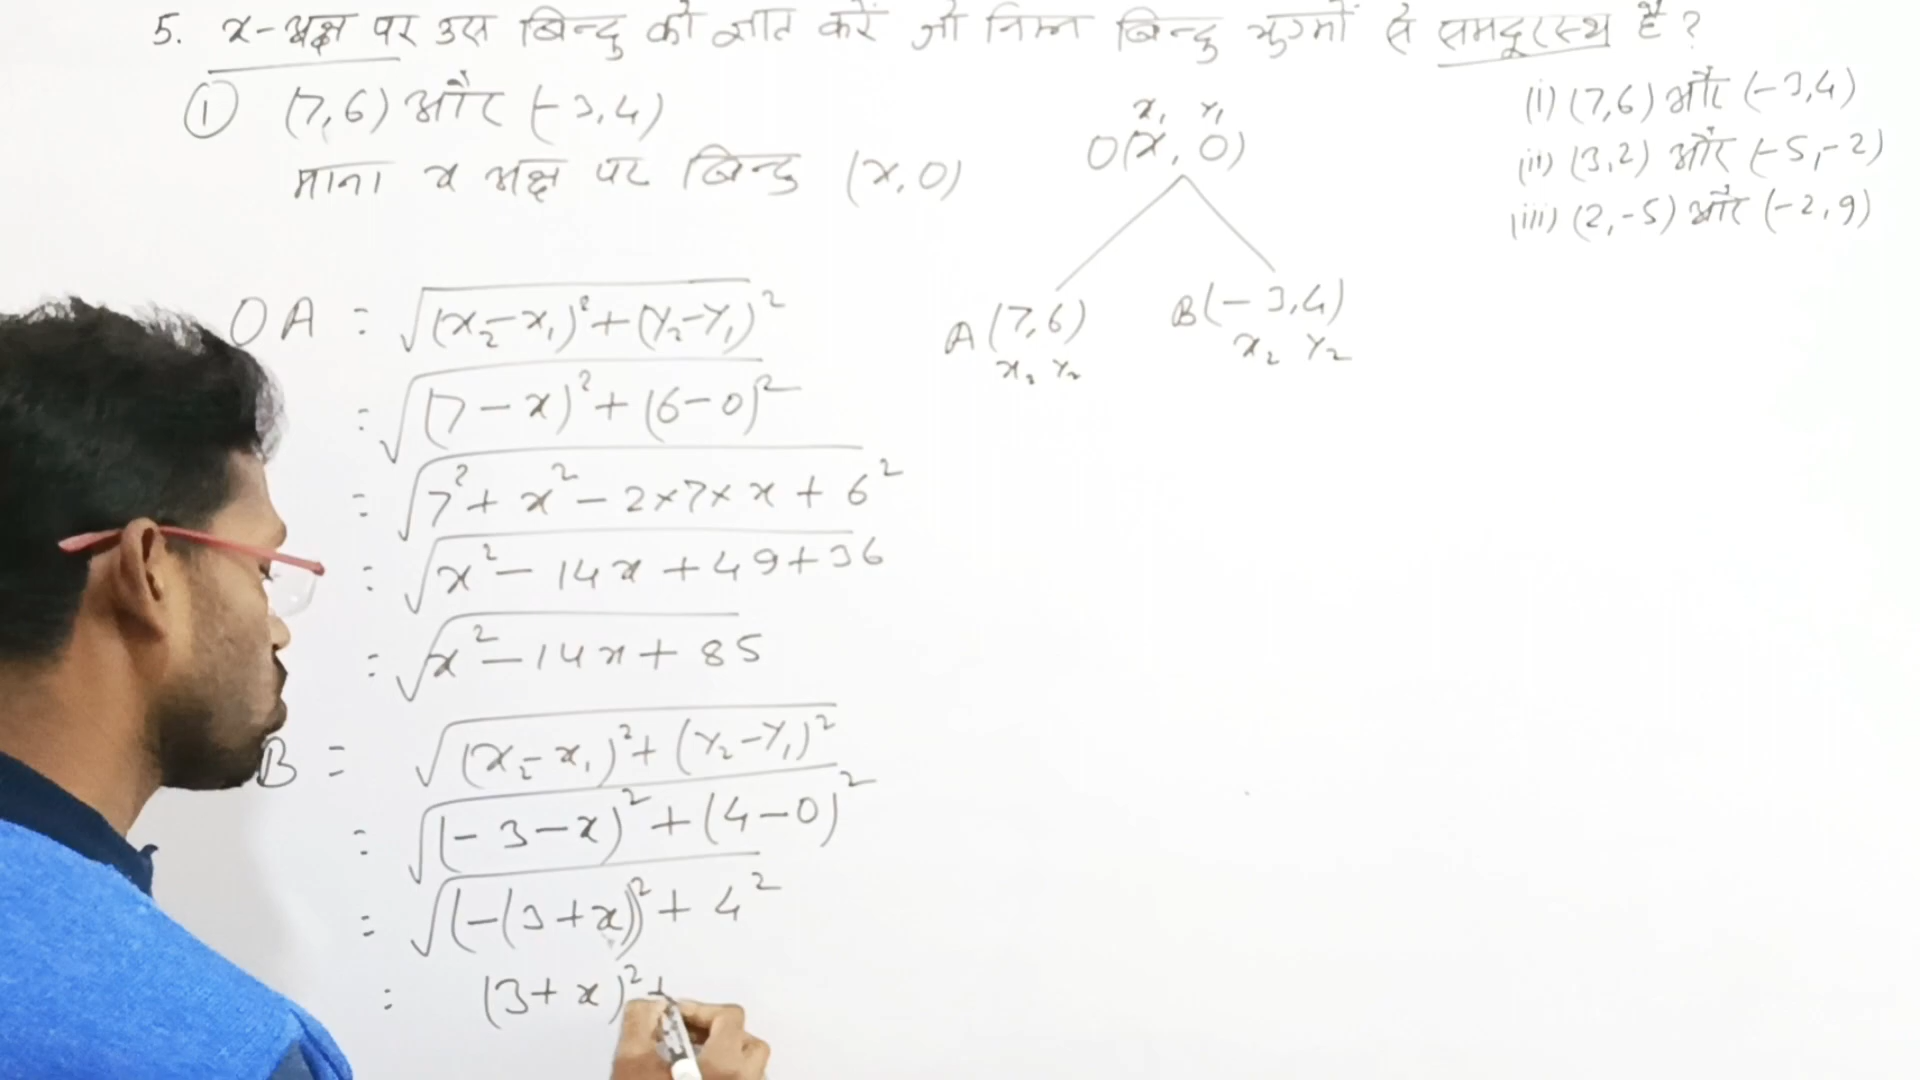 5. x-अक्ष पर उस बिन्दु को ज्ञात करें जो निम्न बिन्दु युग्मों से समदूरस्थ हैं ?
① (7,6) और (-3,4)
माना x अक्ष पर बिन्दु (x,0)
x₁ y₁
O(x, 0)
A(7,6)
x₂ y₂
B(-3,4)
x₂ y₂
(i) (7,6) और (-3,4)
(ii) (3,2) और (-5,-2)
(iii) (2,-5) और (-2,9)
OA = √(x₂-x₁)²+(y₂-y₁)²
= √(7-x)²+(6-0)²
= √7²+x²-2×7×x+6²
= √x²-14x+49+36
= √x²-14x+85
B = √(x₂-x₁)²+(y₂-y₁)²
= √(-3-x)²+(4-0)²
= √(-(3+x))²+4²
= (3+x)²+